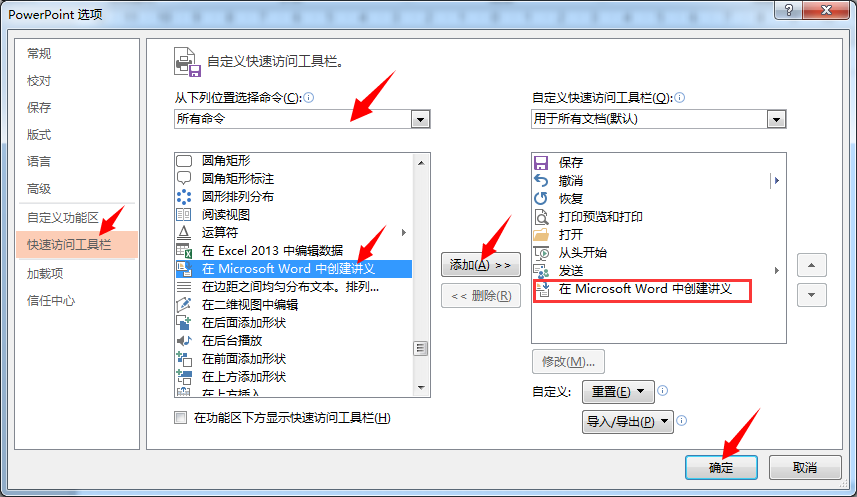 PowerPoint 选项
常规
校对
保存
版式
语言
高级
自定义功能区
快速访问工具栏
加载项
信任中心
自定义快速访问工具栏。
从下列位置选择命令(C):
所有命令
圆角矩形
圆角矩形标注
圆形排列分布
阅读视图
运算符
在 Excel 2013 中编辑数据
在 Microsoft Word 中创建讲义
在边距之间均匀分布文本。排列...
在二维视图中编辑
在后面添加形状
在后台播放
在前面添加形状
在上方添加形状
在上方插入
在功能区下方显示快速访问工具栏(H)
添加(A) >>
<< 删除(R)
自定义快速访问工具栏(Q):
用于所有文档(默认)
保存
撤消
恢复
打印预览和打印
打开
从头开始
发送
在 Microsoft Word 中创建讲义
修改(M)...
自定义:
重置(E)
导入/导出(P)
确定
取消